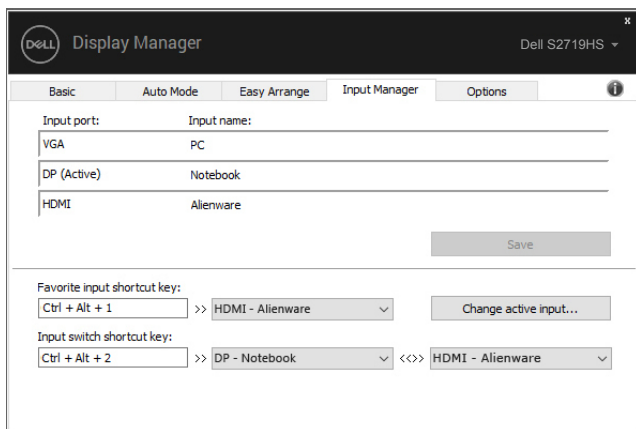 x
DELL Display Manager Dell S2719HS
Basic Auto Mode Easy Arrange Input Manager Options i
Input port: Input name:
VGA PC
DP (Active) Notebook
HDMI Alienware
Save
Favorite input shortcut key:
Ctrl + Alt + 1 >> HDMI - Alienware Change active input...
Input switch shortcut key:
Ctrl + Alt + 2 >> DP - Notebook <<>> HDMI - Alienware